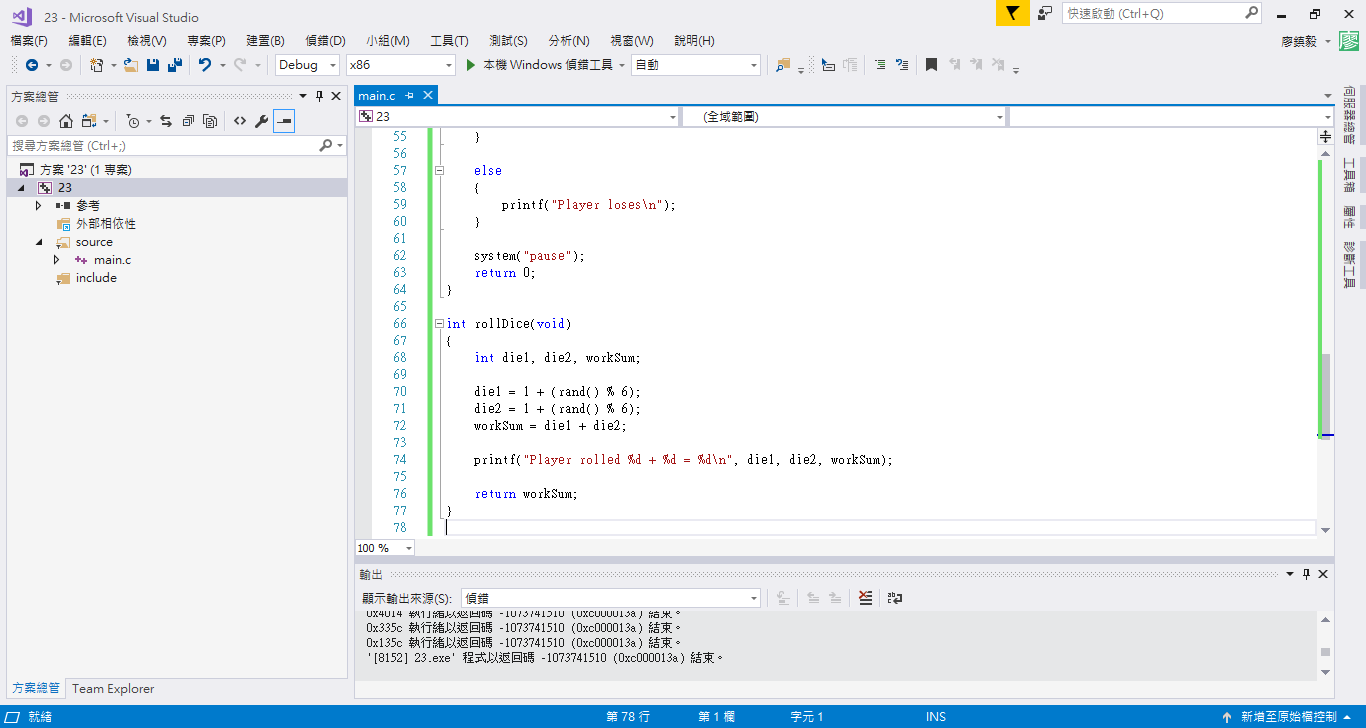 23 - Microsoft Visual Studio
快速啟動 (Ctrl+Q)
檔案(F) 編輯(E) 檢視(V) 專案(P) 建置(B) 偵錯(D) 小組(M) 工具(T) 測試(S) 分析(N) 視窗(W) 說明(H)
Debug x86 本機 Windows 偵錯工具 自動
方案總管
搜尋方案總管 (Ctrl+;)
方案 '23' (1 專案)
23
參考
外部相依性
source
main.c
include
方案總管 Team Explorer
main.c
23 (全域範圍)
55 }
56
57 else
58 {
59 printf("Player loses\n");
60 }
61
62 system("pause");
63 return 0;
64 }
65
66 int rollDice(void)
67 {
68 int die1, die2, workSum;
69
70 die1 = 1 + (rand() % 6);
71 die2 = 1 + (rand() % 6);
72 workSum = die1 + die2;
73
74 printf("Player rolled %d + %d = %d\n", die1, die2, workSum);
75
76 return workSum;
77 }
78
100 %
輸出
顯示輸出來源(S): 偵錯
0x4014 執行緒以返回碼 -1073741510 (0xc000013a) 結束。
0x335c 執行緒以返回碼 -1073741510 (0xc000013a) 結束。
0x135c 執行緒以返回碼 -1073741510 (0xc000013a) 結束。
'[8152] 23.exe' 程式以返回碼 -1073741510 (0xc000013a) 結束。
伺服器總管
工具箱
屬性
診斷工具
就緒 第 78 行 第 1 欄 字元 1 INS 新增至原始檔控制